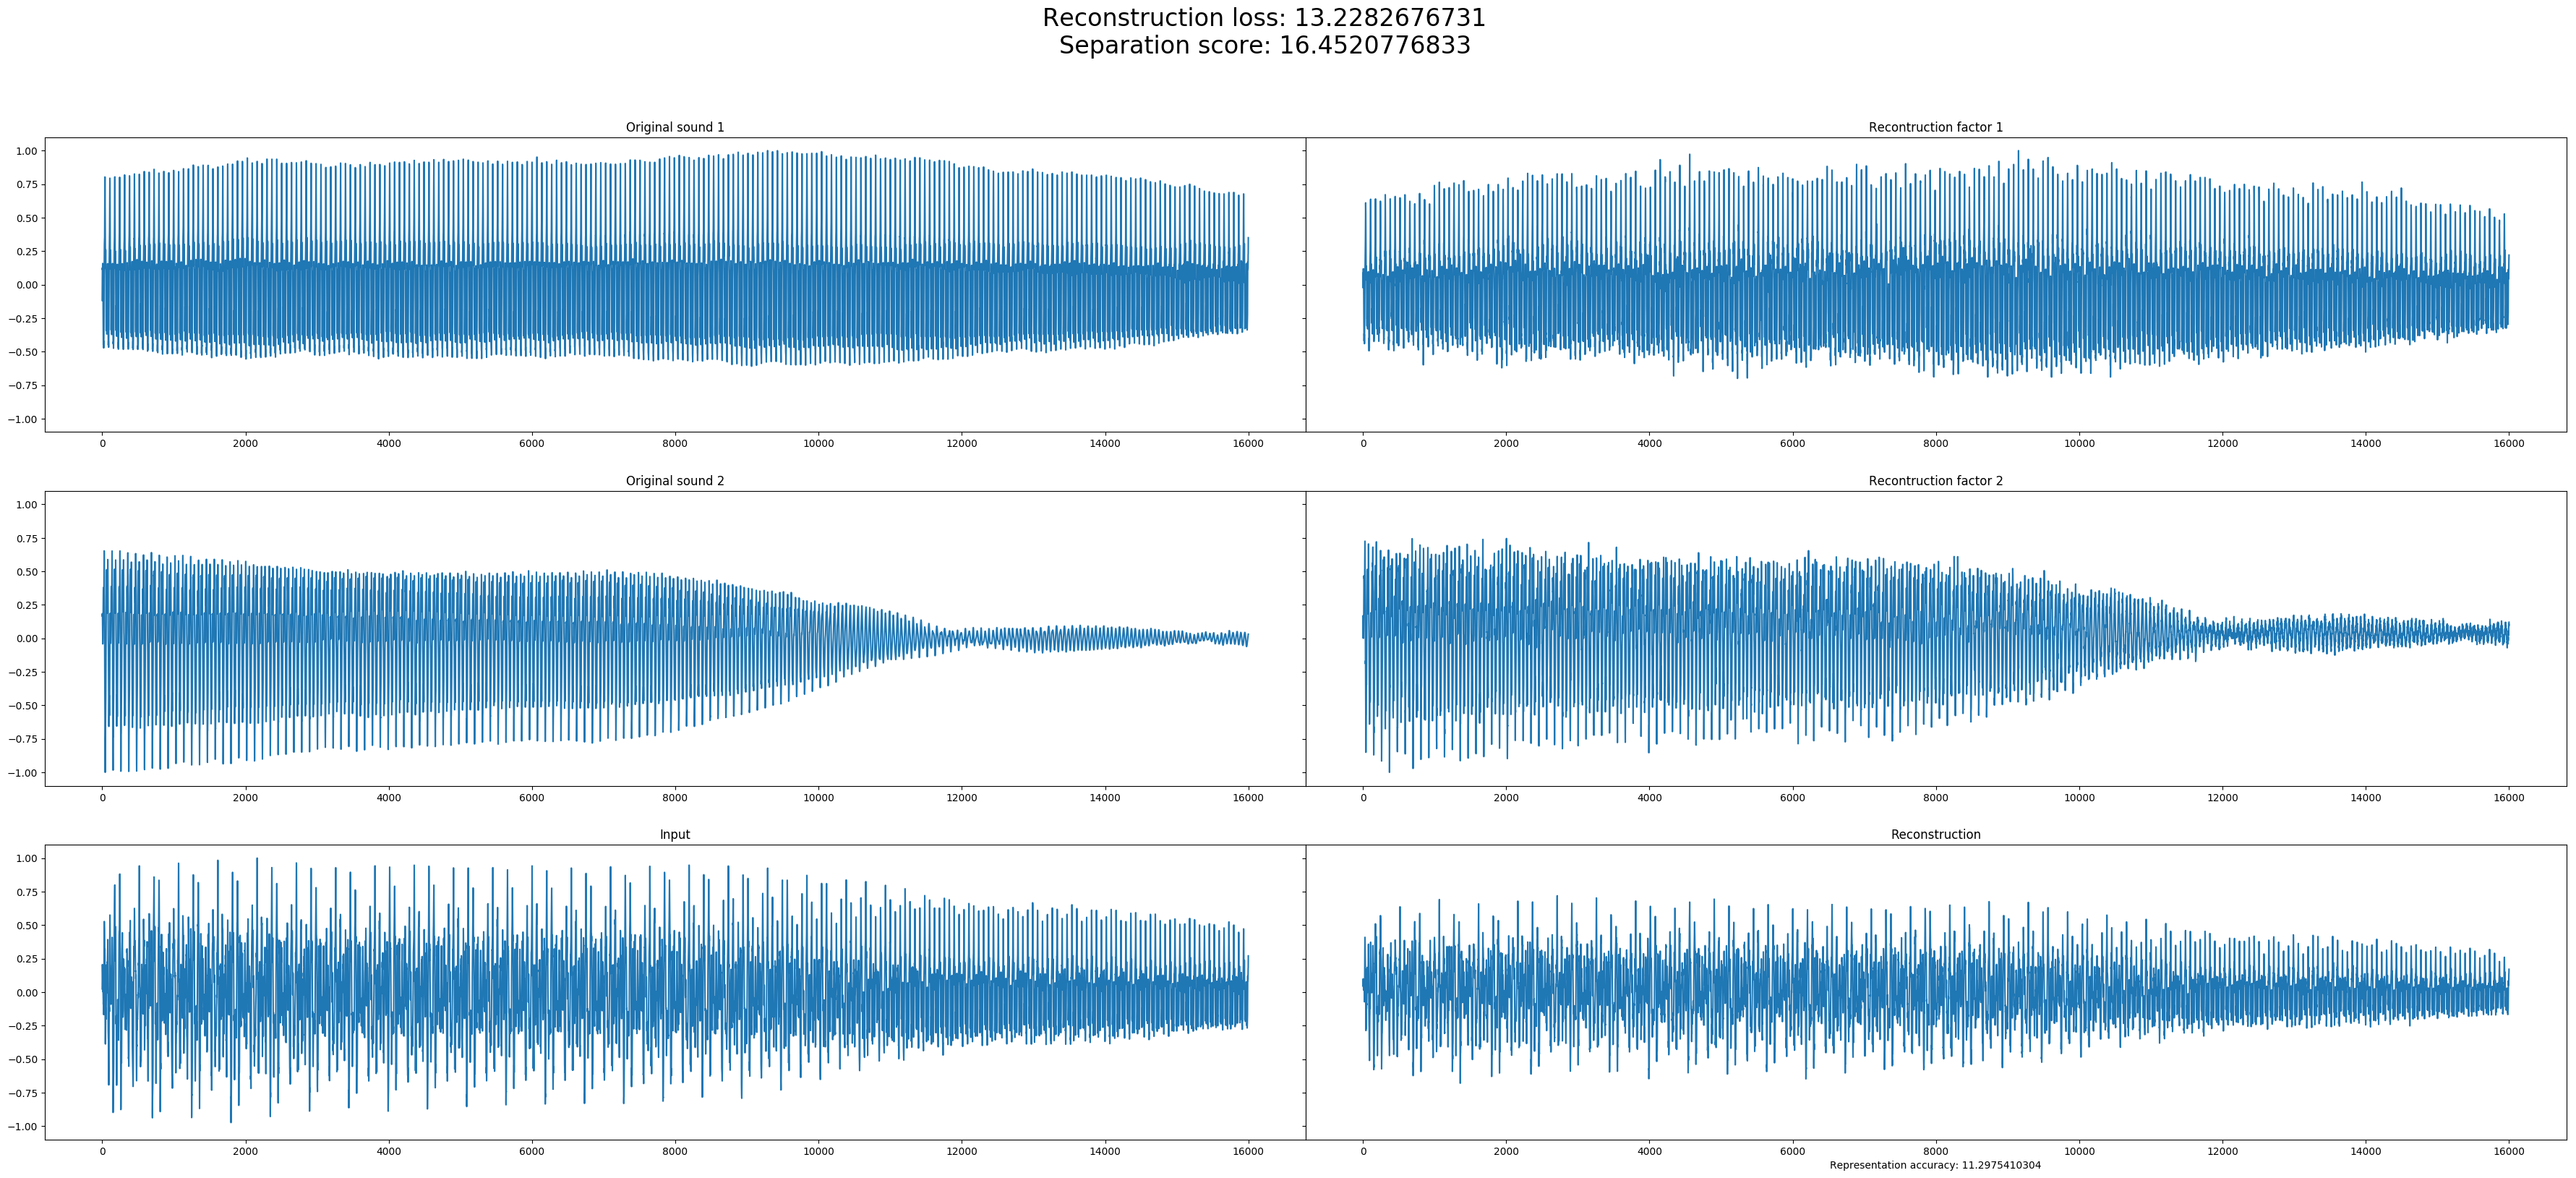 Reconstruction loss: 13.2282676731
Separation score: 16.4520776833
Original sound 1
Recontruction factor 1
1.00
0.75
0.50
0.25
0.00
−0.25
−0.50
−0.75
−1.00
0 2000 4000 6000 8000 10000 12000 14000 16000
0 2000 4000 6000 8000 10000 12000 14000 16000
Original sound 2
Recontruction factor 2
1.00
0.75
0.50
0.25
0.00
−0.25
−0.50
−0.75
−1.00
0 2000 4000 6000 8000 10000 12000 14000 16000
0 2000 4000 6000 8000 10000 12000 14000 16000
Input
Reconstruction
1.00
0.75
0.50
0.25
0.00
−0.25
−0.50
−0.75
−1.00
0 2000 4000 6000 8000 10000 12000 14000 16000
0 2000 4000 6000 8000 10000 12000 14000 16000
Representation accuracy: 11.2975410304